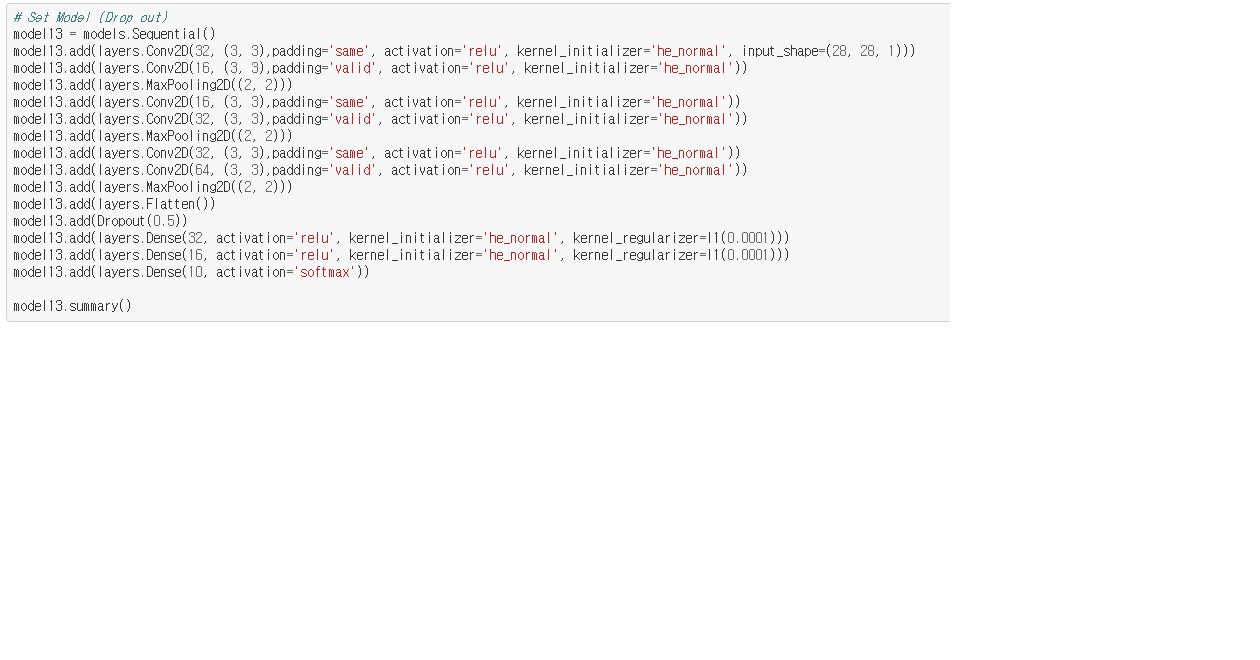 # Set Model (Drop out)
model13 = models.Sequential()
model13.add(layers.Conv2D(32, (3, 3),padding='same', activation='relu', kernel_initializer='he_normal', input_shape=(28, 28, 1)))
model13.add(layers.Conv2D(16, (3, 3),padding='valid', activation='relu', kernel_initializer='he_normal'))
model13.add(layers.MaxPooling2D((2, 2)))
model13.add(layers.Conv2D(16, (3, 3),padding='same', activation='relu', kernel_initializer='he_normal'))
model13.add(layers.Conv2D(32, (3, 3),padding='valid', activation='relu', kernel_initializer='he_normal'))
model13.add(layers.MaxPooling2D((2, 2)))
model13.add(layers.Conv2D(32, (3, 3),padding='same', activation='relu', kernel_initializer='he_normal'))
model13.add(layers.Conv2D(64, (3, 3),padding='valid', activation='relu', kernel_initializer='he_normal'))
model13.add(layers.MaxPooling2D((2, 2)))
model13.add(layers.Flatten())
model13.add(Dropout(0.5))
model13.add(layers.Dense(32, activation='relu', kernel_initializer='he_normal', kernel_regularizer=l1(0.0001)))
model13.add(layers.Dense(16, activation='relu', kernel_initializer='he_normal', kernel_regularizer=l1(0.0001)))
model13.add(layers.Dense(10, activation='softmax'))
model13.summary()